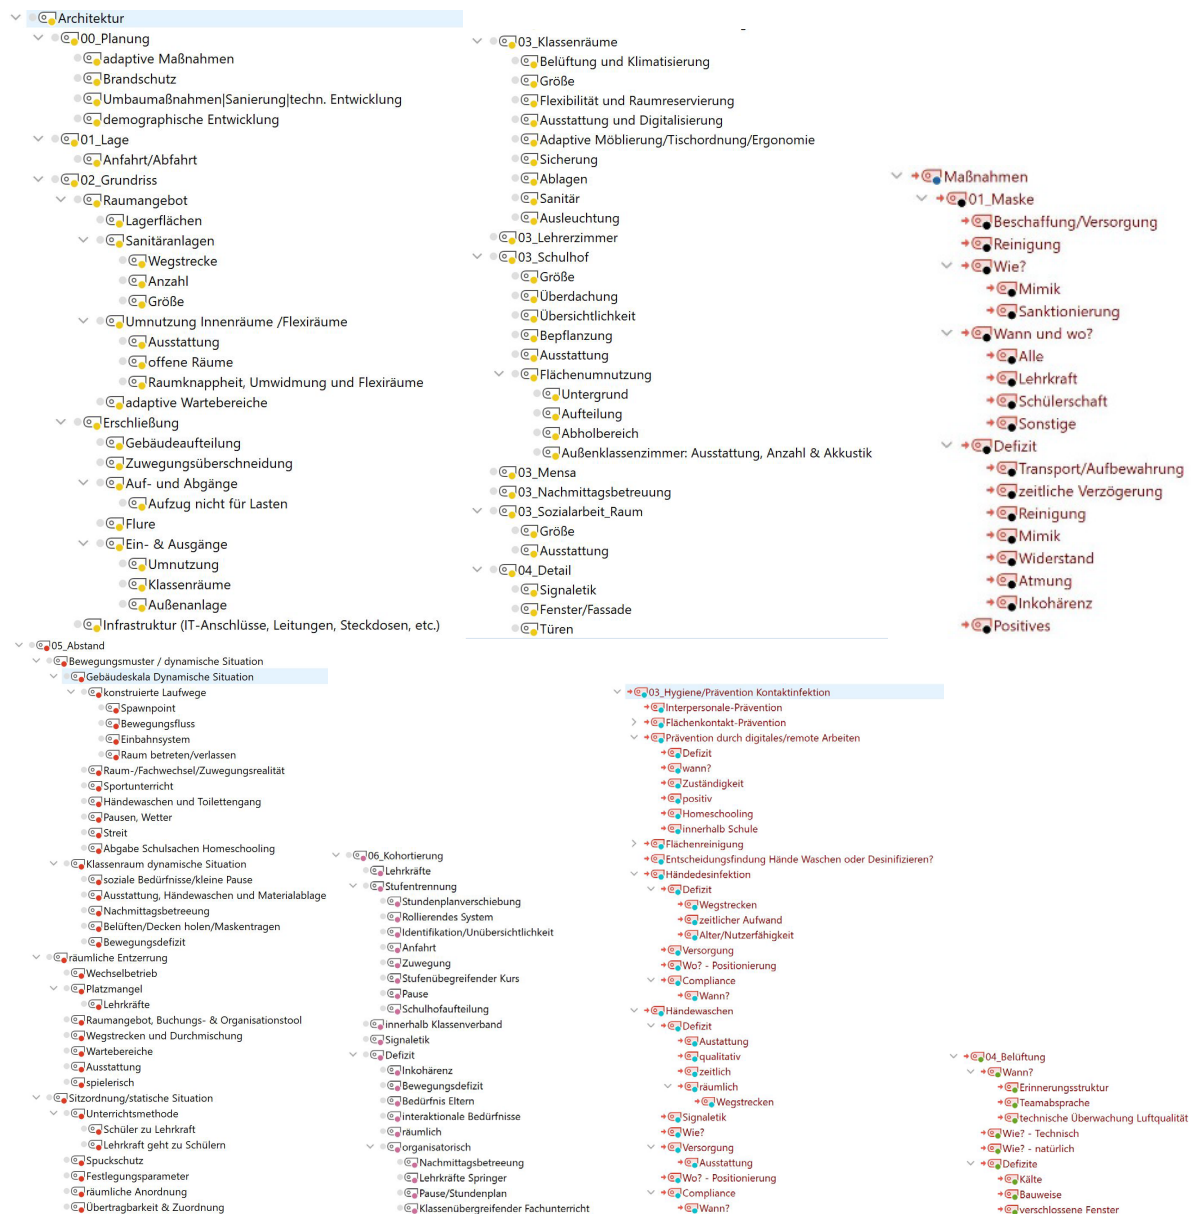 Architektur
00_Planung
adaptive Maßnahmen
Brandschutz
Umbaumaßnahmen|Sanierung|techn. Entwicklung
demographische Entwicklung
01_Lage
Anfahrt/Abfahrt
02_Grundriss
Raumangebot
Lagerflächen
Sanitäranlagen
Wegstrecke
Anzahl
Größe
Umnutzung Innenräume /Flexiräume
Ausstattung
offene Räume
Raumknappheit, Umwidmung und Flexiräume
adaptive Wartebereiche
Erschließung
Gebäudeaufteilung
Zuwegungsüberschneidung
Auf- und Abgänge
Aufzug nicht für Lasten
Flure
Ein- & Ausgänge
Umnutzung
Klassenräume
Außenanlage
Infrastruktur (IT-Anschlüsse, Leitungen, Steckdosen, etc.)
03_Klassenräume
Belüftung und Klimatisierung
Größe
Flexibilität und Raumreservierung
Ausstattung und Digitalisierung
Adaptive Möblierung/Tischordnung/Ergonomie
Sicherung
Ablagen
Sanitär
Ausleuchtung
03_Lehrerzimmer
03_Schulhof
Größe
Überdachung
Übersichtlichkeit
Bepflanzung
Ausstattung
Flächenumnutzung
Untergrund
Aufteilung
Abholbereich
Außenklassenzimmer: Ausstattung, Anzahl & Akkustik
03_Mensa
03_Nachmittagsbetreuung
03_Sozialarbeit_Raum
Größe
Ausstattung
04_Detail
Signaletik
Fenster/Fassade
Türen
Maßnahmen
01_Maske
Beschaffung/Versorgung
Reinigung
Wie?
Mimik
Sanktionierung
Wann und wo?
Alle
Lehrkraft
Schülerschaft
Sonstige
Defizit
Transport/Aufbewahrung
zeitliche Verzögerung
Reinigung
Mimik
Widerstand
Atmung
Inkohärenz
Positives
05_Abstand
Bewegungsmuster / dynamische Situation
Gebäudeskala Dynamische Situation
konstruierte Laufwege
Spawnpoint
Bewegungsfluss
Einbahnsystem
Raum betreten/verlassen
Raum-/Fachwechsel/Zuwegungsrealität
Sportunterricht
Händewaschen und Toilettengang
Pausen, Wetter
Streit
Abgabe Schulsachen Homeschooling
Klassenraum dynamische Situation
soziale Bedürfnisse/kleine Pause
Ausstattung, Händewaschen und Materialablage
Nachmittagsbetreeung
Belüften/Decken holen/Maskentragen
Bewegungsdefizit
räumliche Entzerrung
Wechselbetrieb
Platzmangel
Lehrkräfte
Raumangebot, Buchungs- & Organisationstool
Wegstrecken und Durchmischung
Wartebereiche
Ausstattung
spielerisch
Sitzordnung/statische Situation
Unterrichtsmethode
Schüler zu Lehrkraft
Lehrkraft geht zu Schülern
Spuckschutz
Festlegungsparameter
räumliche Anordnung
Übertragbarkeit & Zuordnung
06_Kohortierung
Lehrkräfte
Stufentrennung
Stundenplanverschiebung
Rollierendes System
Identifikation/Unübersichtlichkeit
Anfahrt
Zuwegung
Stufenübegreifender Kurs
Pause
Schulhofaufteilung
innerhalb Klassenverband
Signaletik
Defizit
Inkohärenz
Bewegungsdefizit
Bedürfnis Eltern
interaktionale Bedürfnisse
räumlich
organisatorisch
Nachmittagsbetreeung
Lehrkräfte Springer
Pause/Stundenplan
Klassenübergreifender Fachunterricht
03_Hygiene/Prävention Kontaktinfektion
Interpersonale-Prävention
Flächenkontakt-Prävention
Prävention durch digitales/remote Arbeiten
Defizit
wann?
Zuständigkeit
positiv
Homeschooling
innerhalb Schule
Flächenreinigung
Entscheidungsfindung Hände Waschen oder Desinifizieren?
Händedesinfektion
Defizit
Wegstrecken
zeitlicher Aufwand
Alter/Nutzerfähigkeit
Versorgung
Wo? - Positionierung
Compliance
Wann?
Händewaschen
Defizit
Austattung
qualitativ
zeitlich
räumlich
Wegstrecken
Signaletik
Wie?
Versorgung
Ausstattung
Wo? - Positionierung
Compliance
Wann?
04_Belüftung
Wann?
Erinnerungsstruktur
Teamabsprache
technische Überwachung Luftqualität
Wie? - Technisch
Wie? - natürlich
Defizite
Kälte
Bauweise
verschlossene Fenster